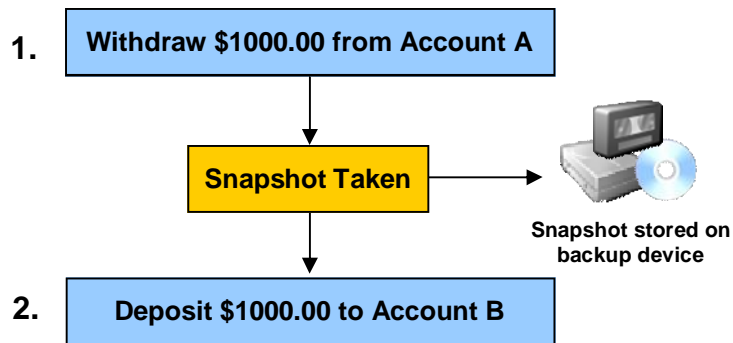 1.
Withdraw $1000.00 from Account A
Snapshot Taken
Snapshot stored on
backup device
2.
Deposit $1000.00 to Account B